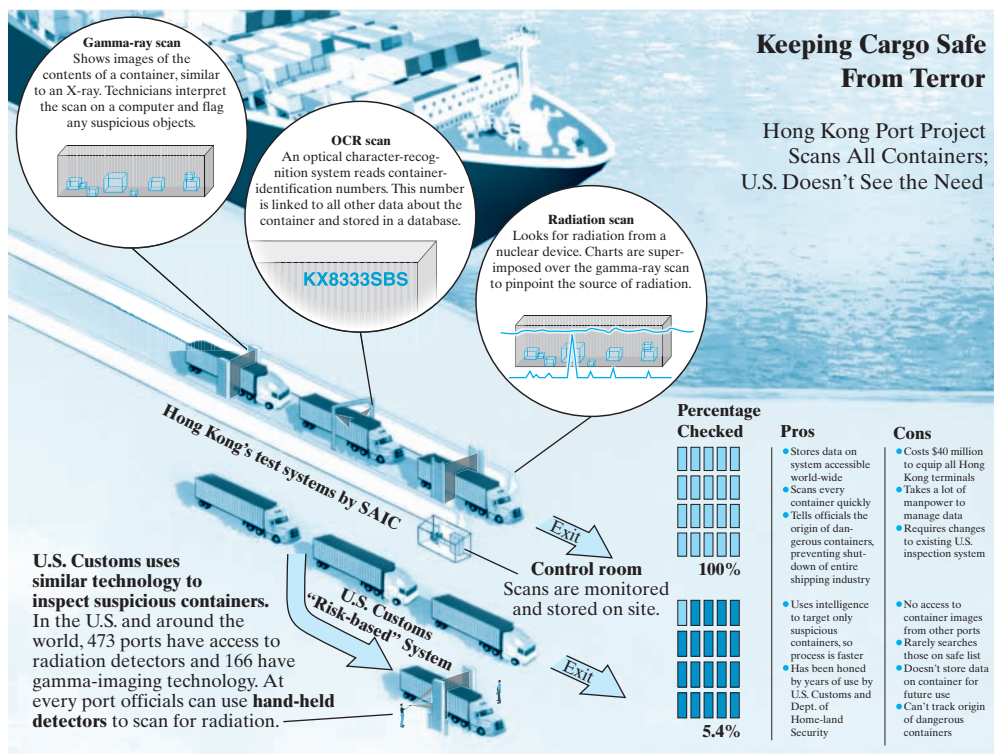 Keeping Cargo Safe
From Terror
Hong Kong Port Project
Scans All Containers;
U.S. Doesn't See the Need
Gamma-ray scan
Shows images of the
contents of a container, similar
to an X-ray. Technicians interpret
the scan on a computer and flag
any suspicious objects.
OCR scan
An optical character-recog-
nition system reads container-
identification numbers. This number
is linked to all other data about the
container and stored in a database.
KX8333SBS
Radiation scan
Looks for radiation from a
nuclear device. Charts are super-
imposed over the gamma-ray scan
to pinpoint the source of radiation.
Hong Kong's test systems by SAIC
Exit
Control room
Scans are monitored
and stored on site.
U.S. Customs
"Risk-based" System
Exit
U.S. Customs uses
similar technology to
inspect suspicious containers.
In the U.S. and around the
world, 473 ports have access to
radiation detectors and 166 have
gamma-imaging technology. At
every port officials can use hand-held
detectors to scan for radiation.
Percentage
Checked
100%
5.4%
Pros
Stores data on
system accessible
world-wide
Scans every
container quickly
Tells officials the
origin of dan-
gerous containers,
preventing shut-
down of entire
shipping industry
Uses intelligence
to target only
suspicious
containers, so
process is faster
Has been honed
by years of use by
U.S. Customs and
Dept. of
Home-land
Security
Cons
Costs $40 million
to equip all Hong
Kong terminals
Takes a lot of
manpower to
manage data
Requires changes
to existing U.S.
inspection system
No access to
container images
from other ports
Rarely searches
those on safe list
Doesn't store data
on container for
future use
Can't track origin
of dangerous
containers